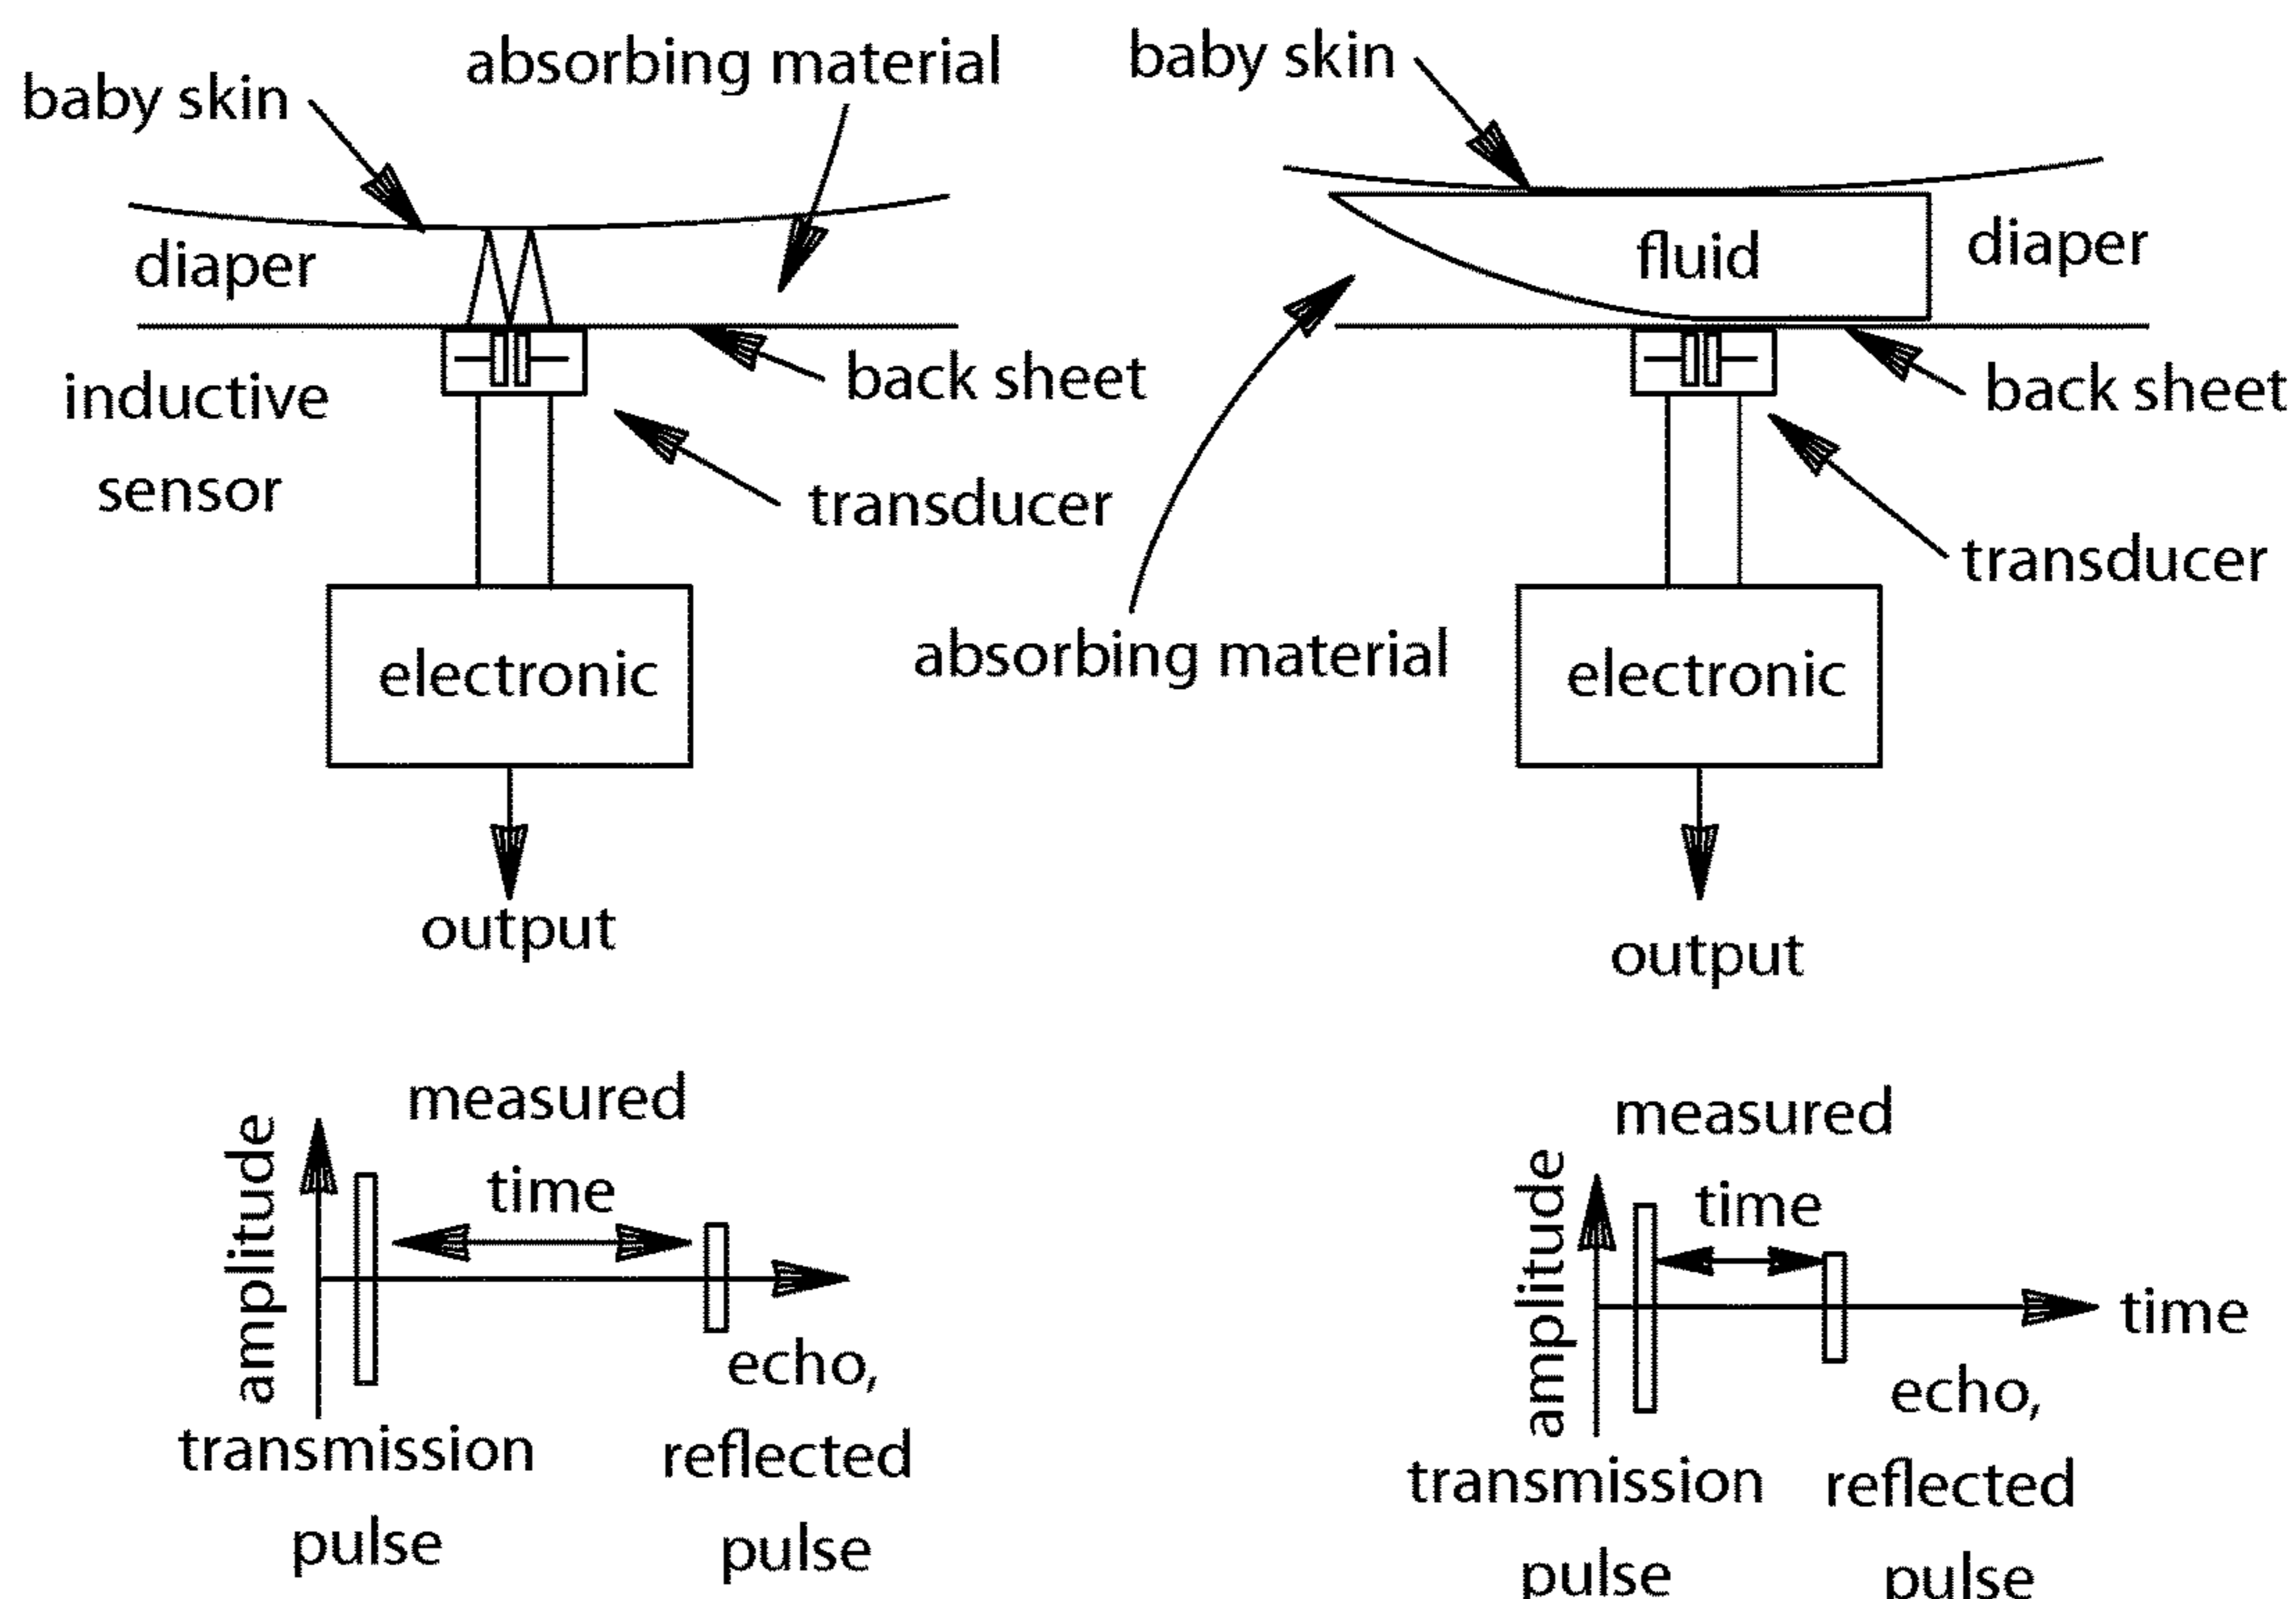 baby skin
absorbing material
diaper
inductive
sensor
back sheet
transducer
electronic
output
baby skin
fluid
diaper
back sheet
transducer
absorbing material
electronic
output
measured
time
amplitude
transmission
pulse
echo,
reflected
pulse
measured
time
amplitude
time
transmission
pulse
echo,
reflected
pulse